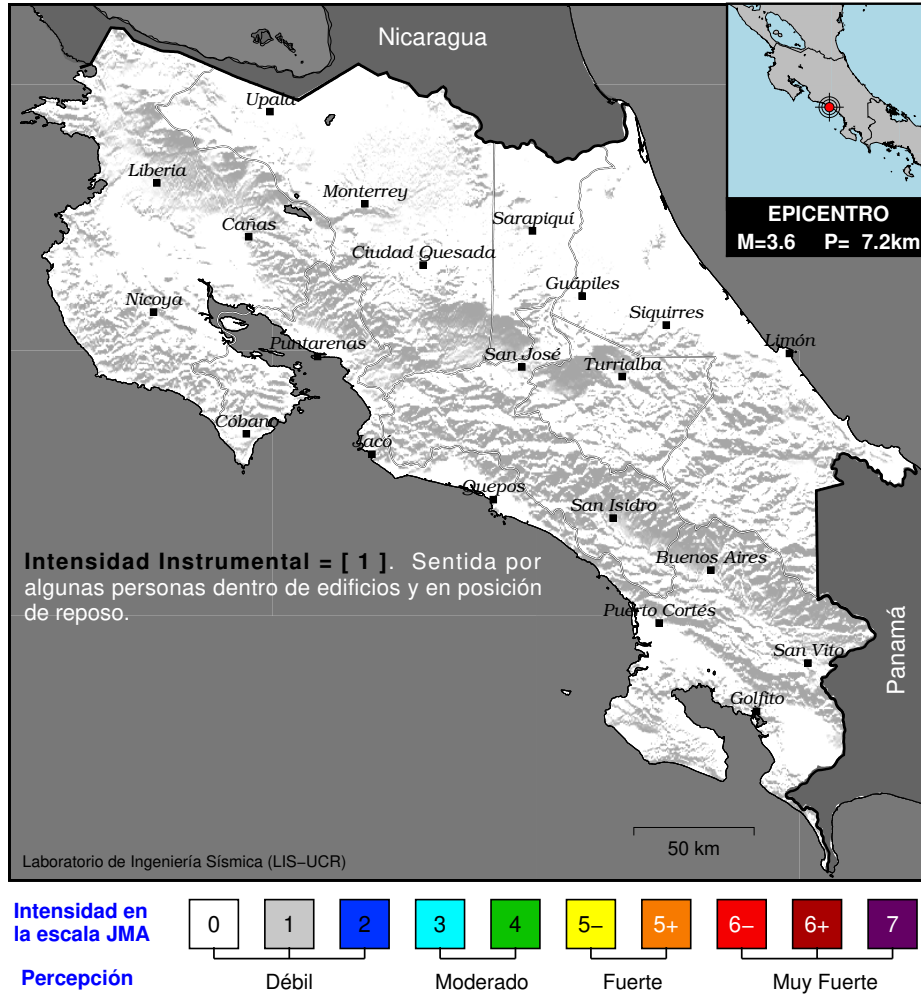 Nicaragua
EPICENTRO
M=3.6 P= 7.2km
Upala
Liberia
Monterrey
Cañas
Sarapiquí
Ciudad Quesada
Guápiles
Nicoya
Siquirres
Puntarenas
San José
Limón
Turrialba
Cóbano
Jacó
Quepos
San Isidro
Intensidad Instrumental = [ 1 ]. Sentida por
algunas personas dentro de edificios y en posición
de reposo.
Buenos Aires
Puerto Cortés
San Vito
Panamá
Golfito
50 km
Laboratorio de Ingeniería Sísmica (LIS−UCR)
Intensidad en
la escala JMA
0 1 2 3 4 5− 5+ 6− 6+ 7
Percepción
Débil Moderado Fuerte Muy Fuerte